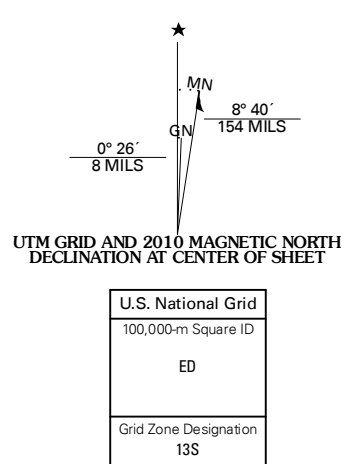 ★
MN
8° 40´
154 MILS
GN
0° 26´
8 MILS
UTM GRID AND 2010 MAGNETIC NORTH
DECLINATION AT CENTER OF SHEET
U.S. National Grid
100,000-m Square ID
ED
Grid Zone Designation
13S